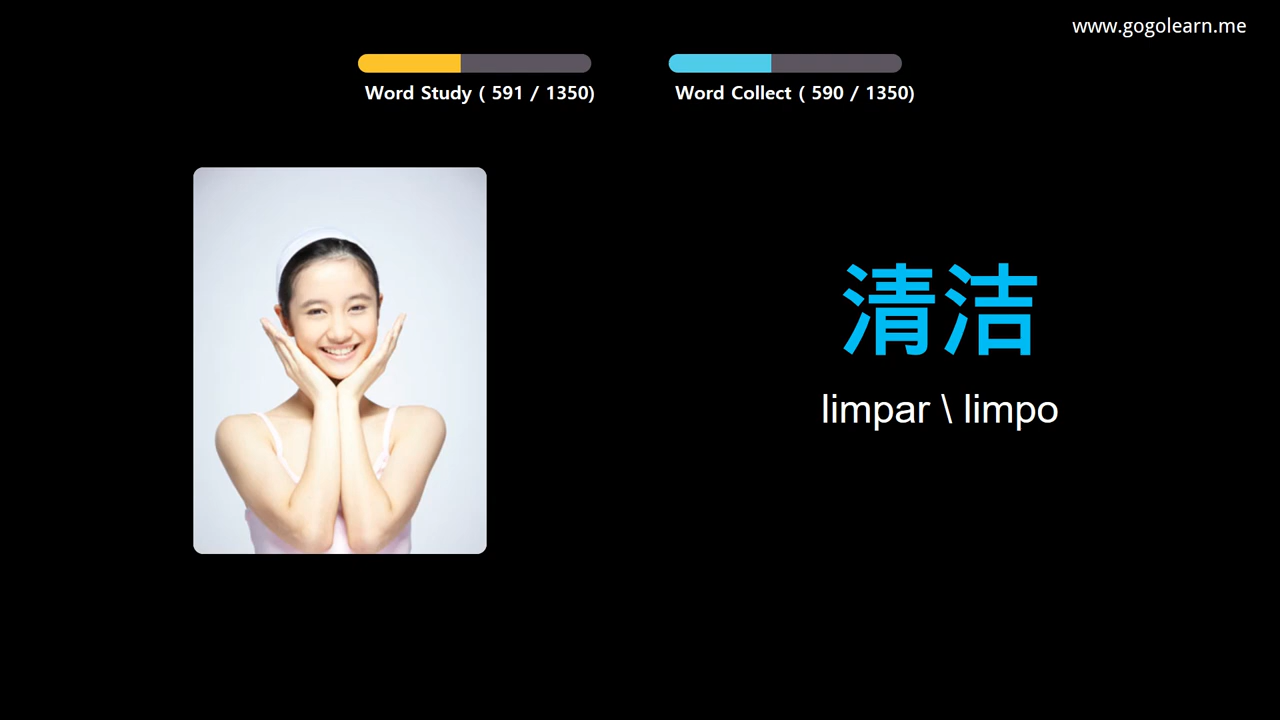 www.gogolearn.me
Word Study ( 591 / 1350)
Word Collect ( 590 / 1350)
清洁
limpar \ limpo